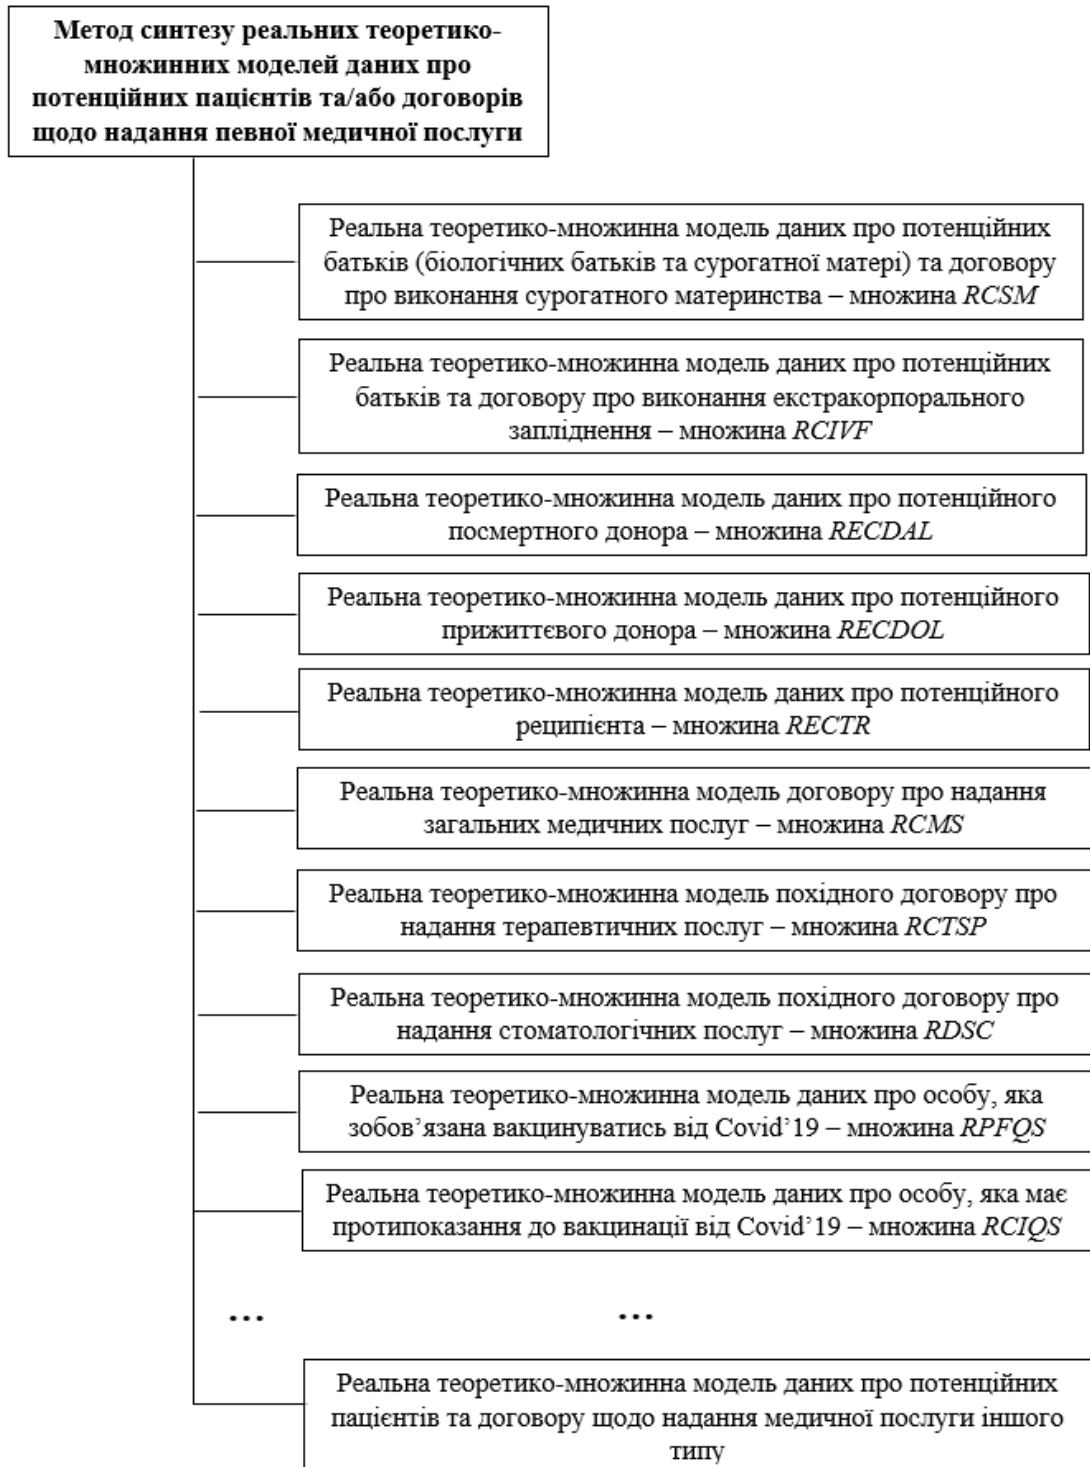 Метод синтезу реальних теоретико-
множинних моделей даних про
потенційних пацієнтів та/або договорів
щодо надання певної медичної послуги
Реальна теоретико-множинна модель даних про потенційних
батьків (біологічних батьків та сурогатної матері) та договору
про виконання сурогатного материнства – множина RCSM
Реальна теоретико-множинна модель даних про потенційних
батьків та договору про виконання екстракорпорального
запліднення – множина RCIVF
Реальна теоретико-множинна модель даних про потенційного
посмертного донора – множина RECDAL
Реальна теоретико-множинна модель даних про потенційного
прижиттєвого донора – множина RECDOL
Реальна теоретико-множинна модель даних про потенційного
реципієнта – множина RECTR
Реальна теоретико-множинна модель договору про надання
загальних медичних послуг – множина RCMS
Реальна теоретико-множинна модель похідного договору про
надання терапевтичних послуг – множина RCTSP
Реальна теоретико-множинна модель похідного договору про
надання стоматологічних послуг – множина RDSC
Реальна теоретико-множинна модель даних про особу, яка
зобов’язана вакцинуватись від Covid’19 – множина RPFQS
Реальна теоретико-множинна модель даних про особу, яка має
протипоказання до вакцинації від Covid’19 – множина RCIQS
... ...
Реальна теоретико-множинна модель даних про потенційних
пацієнтів та договору щодо надання медичної послуги іншого
типу